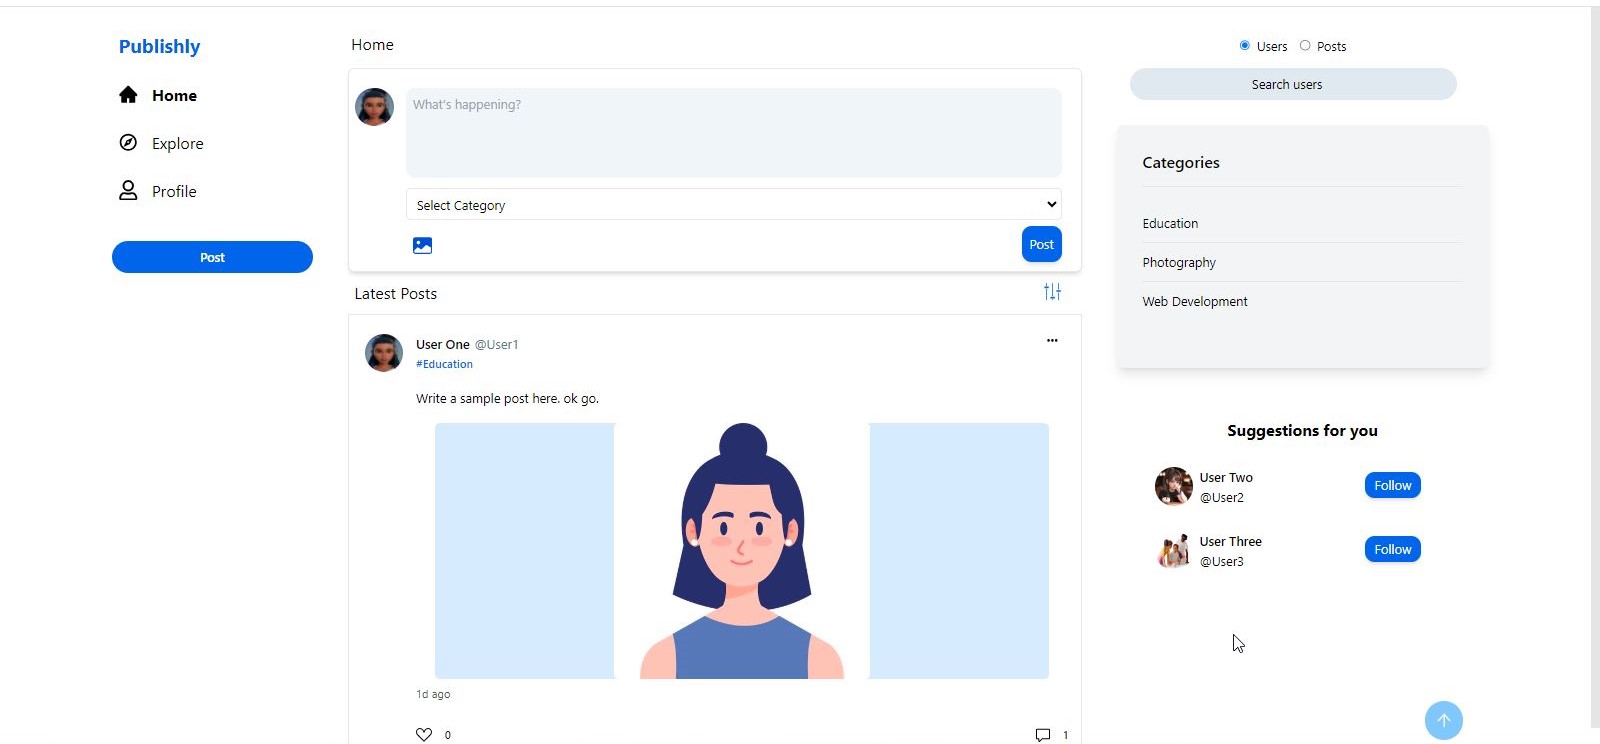 Publishly
Home
Explore
Profile
Post
Home
What's happening?
Select Category
Post
Latest Posts
User One @User1
#Education
Write a sample post here. ok go.
1d ago
0
1
Users Posts
Search users
Categories
Education
Photography
Web Development
Suggestions for you
User Two
@User2
Follow
User Three
@User3
Follow